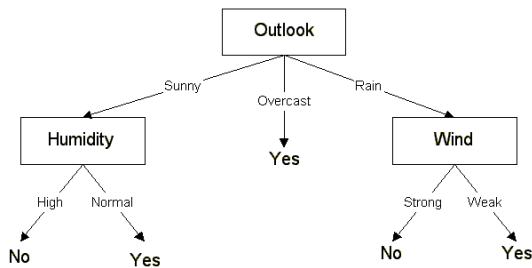 Outlook
Sunny
Overcast
Rain
Humidity
Yes
Wind
High
Normal
Strong
Weak
No
Yes
No
Yes